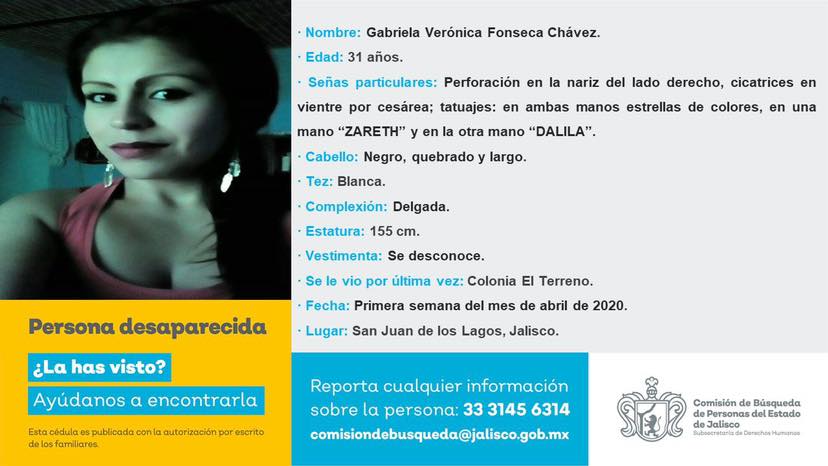 · Nombre: Gabriela Verónica Fonseca Chávez.
· Edad: 31 años.
· Señas particulares: Perforación en la nariz del lado derecho, cicatrices en
vientre por cesárea; tatuajes: en ambas manos estrellas de colores, en una
mano “ZARETH” y en la otra mano “DALILA”.
· Cabello: Negro, quebrado y largo.
· Tez: Blanca.
· Complexión: Delgada.
· Estatura: 155 cm.
· Vestimenta: Se desconoce.
· Se le vio por última vez: Colonia El Terreno.
· Fecha: Primera semana del mes de abril de 2020.
· Lugar: San Juan de los Lagos, Jalisco.
Persona desaparecida
¿La has visto?
Ayúdanos a encontrarla
Esta cédula es publicada con la autorización por escrito
de los familiares.
Reporta cualquier información
sobre la persona: 33 3145 6314
comisiondebusqueda@jalisco.gob.mx
Comisión de Búsqueda
de Personas del Estado
de Jalisco
Subsecretaría de Derechos Humanos